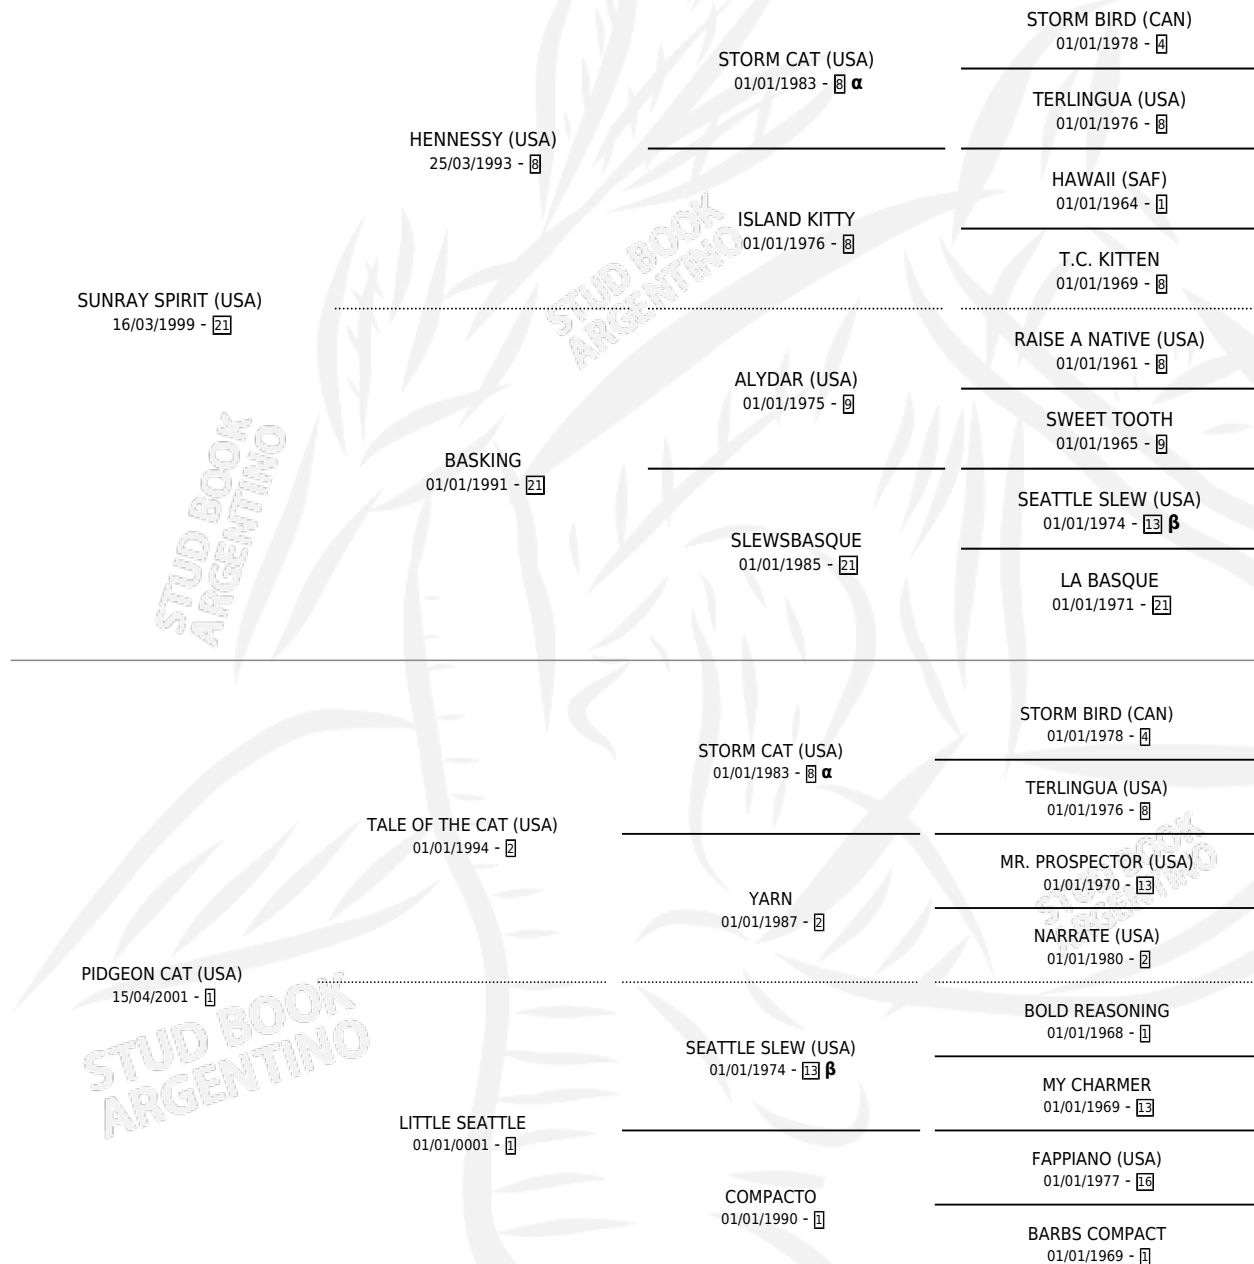 STORM BIRD (CAN)
01/01/1978 - 4
STORM CAT (USA)
01/01/1983 - 8 α
TERLINGUA (USA)
01/01/1976 - 8
HENNESSY (USA)
25/03/1993 - 8
HAWAII (SAF)
01/01/1964 - 1
ISLAND KITTY
01/01/1976 - 8
T.C. KITTEN
01/01/1969 - 8
SUNRAY SPIRIT (USA)
16/03/1999 - 21
RAISE A NATIVE (USA)
01/01/1961 - 8
ALYDAR (USA)
01/01/1975 - 9
SWEET TOOTH
01/01/1965 - 9
BASKING
01/01/1991 - 21
SEATTLE SLEW (USA)
01/01/1974 - 13 β
SLEWSBASQUE
01/01/1985 - 21
LA BASQUE
01/01/1971 - 21
STUD BOOK
ARGENTINO
STUD BOOK
ARGENTINO
STORM BIRD (CAN)
01/01/1978 - 4
STORM CAT (USA)
01/01/1983 - 8 α
TERLINGUA (USA)
01/01/1976 - 8
TALE OF THE CAT (USA)
01/01/1994 - 2
MR. PROSPECTOR (USA)
01/01/1970 - 13
YARN
01/01/1987 - 2
NARRATE (USA)
01/01/1980 - 2
PIDGEON CAT (USA)
15/04/2001 - 1
BOLD REASONING
01/01/1968 - 1
SEATTLE SLEW (USA)
01/01/1974 - 13 β
MY CHARMER
01/01/1969 - 13
LITTLE SEATTLE
01/01/0001 - 1
FAPPIANO (USA)
01/01/1977 - 16
COMPACTO
01/01/1990 - 1
BARBS COMPACT
01/01/1969 - 1
STUD BOOK
ARGENTINO
STUD BOOK
ARGENTINO